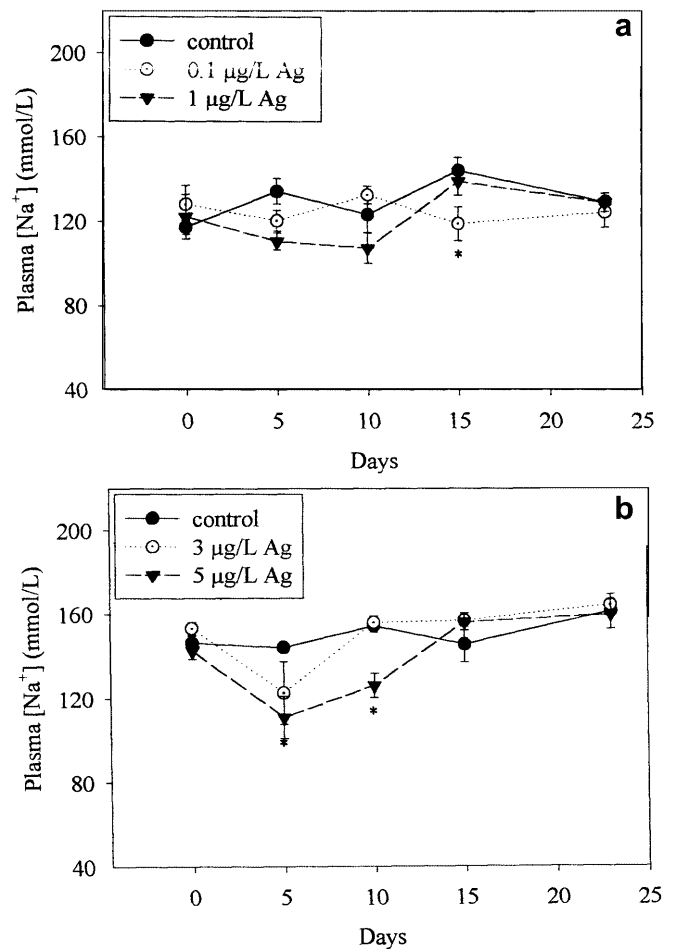 a
control
0.1 µg/L Ag
1 µg/L Ag
Plasma [Na⁺] (mmol/L)
200
160
120
80
40
*
0 5 10 15 20 25
Days
b
control
3 µg/L Ag
5 µg/L Ag
Plasma [Na⁺] (mmol/L)
200
160
120
80
40
* *
0 5 10 15 20 25
Days